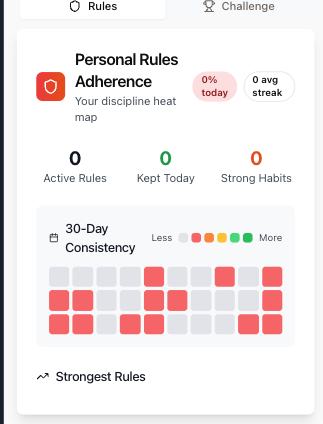 Rules
Challenge
Personal Rules
Adherence
Your discipline heat
map
0%
today
0 avg
streak
0
0
0
Active Rules
Kept Today
Strong Habits
30-Day
Consistency
Less
More
Strongest Rules